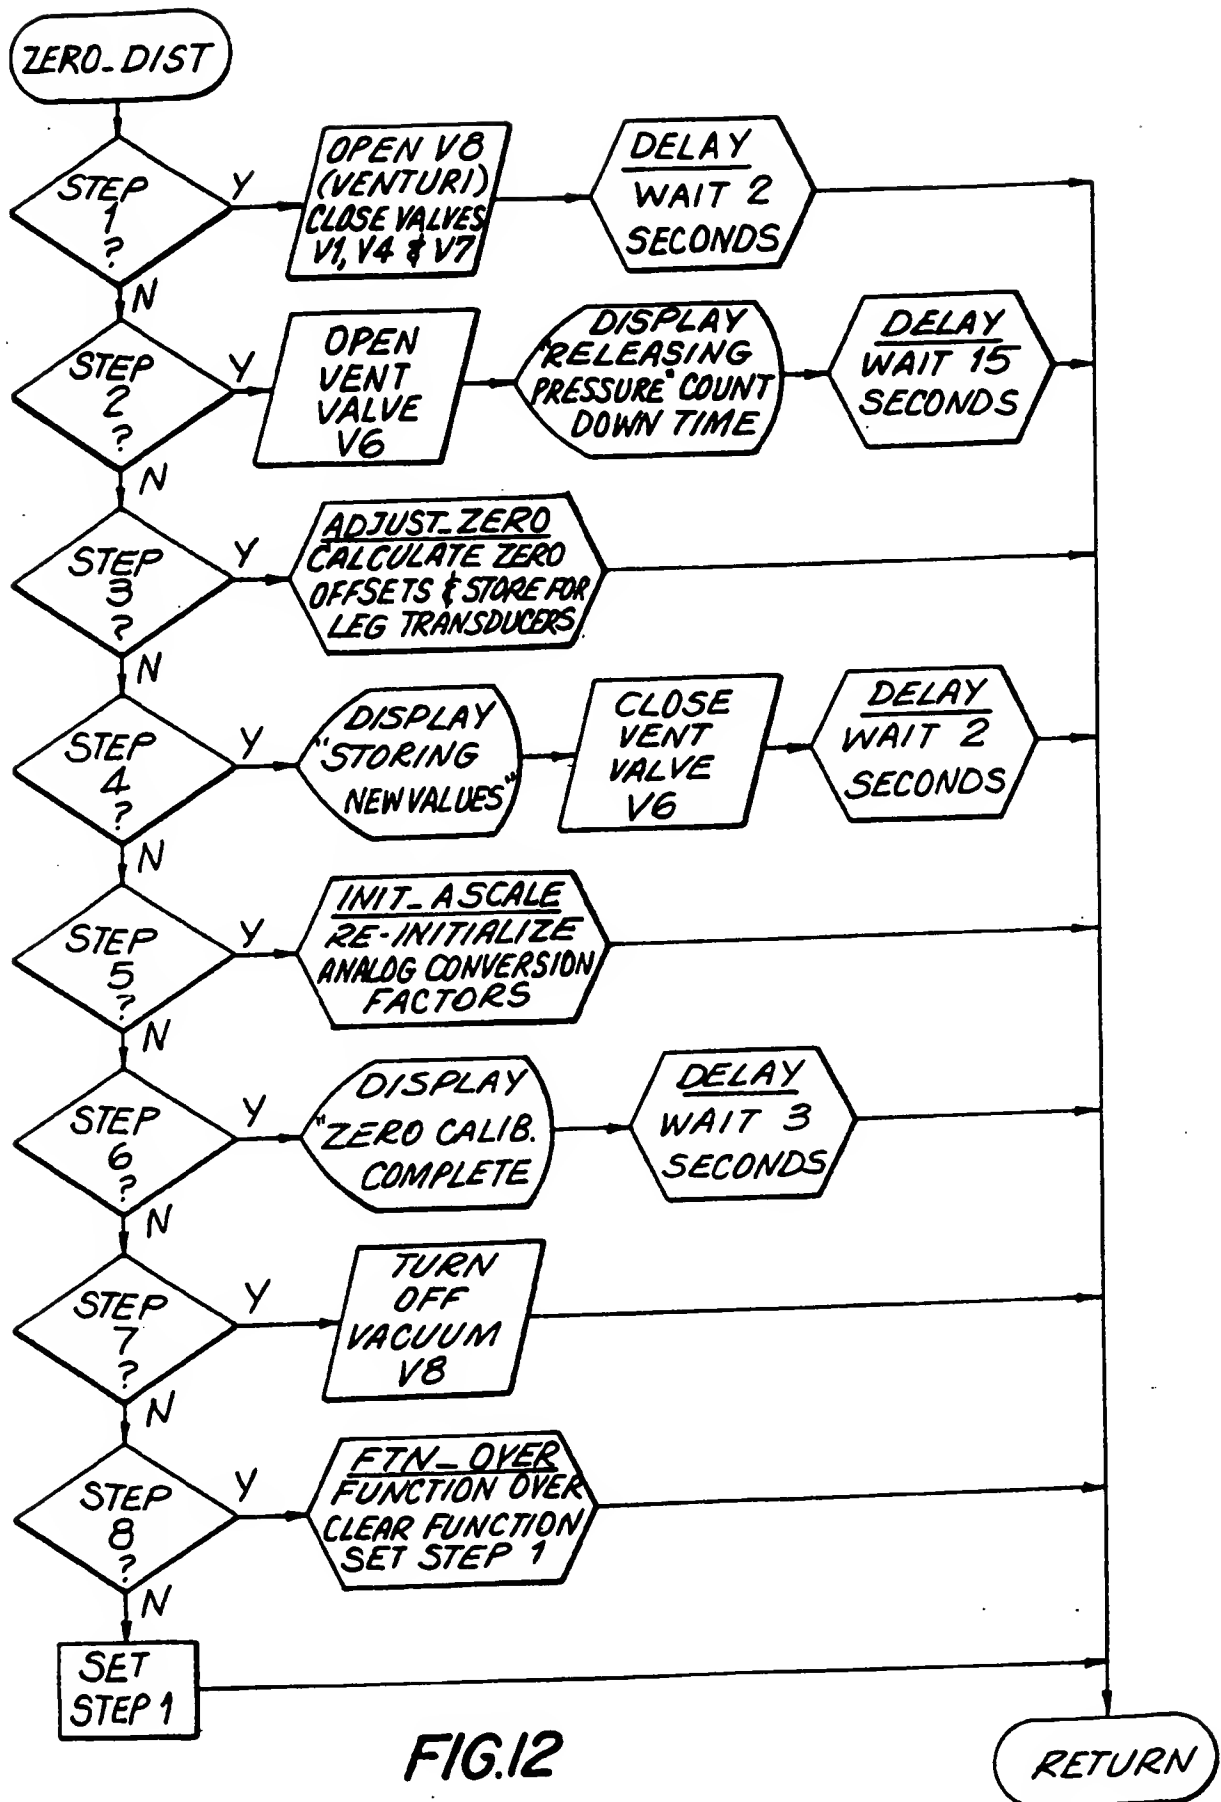 ZERO_DIST
STEP
1
?
Y
OPEN V8
(VENTURI)
CLOSE VALVES
V1, V4 & V7
DELAY
WAIT 2
SECONDS
N
STEP
2
?
Y
OPEN
VENT
VALVE
V6
DISPLAY
"RELEASING
PRESSURE" COUNT
DOWN TIME
DELAY
WAIT 15
SECONDS
N
STEP
3
?
Y
ADJUST_ZERO
CALCULATE ZERO
OFFSETS & STORE FOR
LEG TRANSDUCERS
N
STEP
4
?
Y
DISPLAY
"STORING
NEW VALUES"
CLOSE
VENT
VALVE
V6
DELAY
WAIT 2
SECONDS
N
STEP
5
?
Y
INIT_ASCALE
RE-INITIALIZE
ANALOG CONVERSION
FACTORS
N
STEP
6
?
Y
DISPLAY
"ZERO CALIB.
COMPLETE
DELAY
WAIT 3
SECONDS
N
STEP
7
?
Y
TURN
OFF
VACUUM
V8
N
STEP
8
?
Y
FTN_OVER
FUNCTION OVER
CLEAR FUNCTION
SET STEP 1
N
SET
STEP 1
RETURN
FIG.12